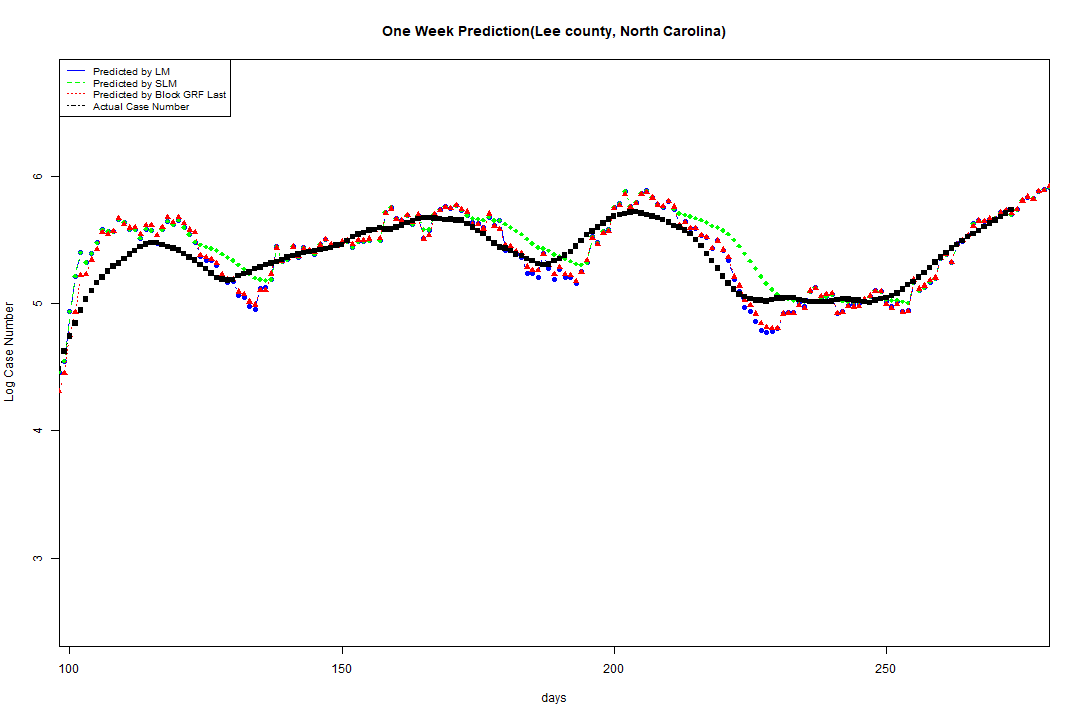 One Week Prediction(Lee county, North Carolina)
Predicted by LM
Predicted by SLM
Predicted by Block GRF Last
Actual Case Number
6
5
4
3
Log Case Number
100
150
200
250
days